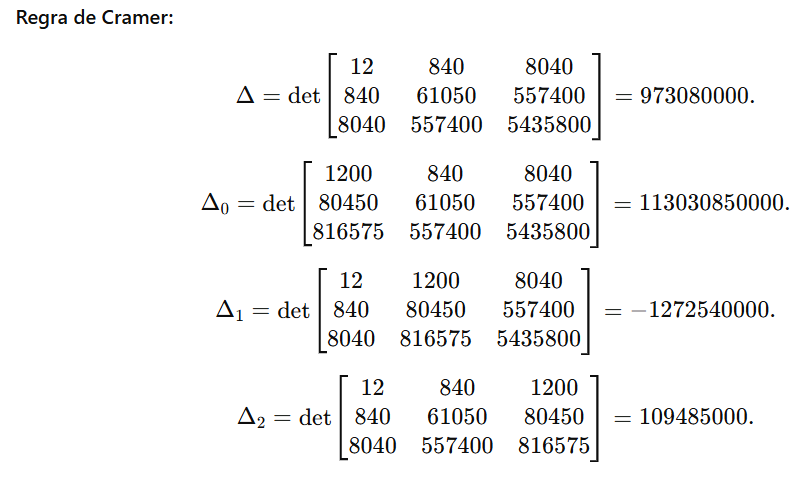 Regra de Cramer:
12 840 8040
Δ = det 840 61050 557400 = 973080000.
8040 557400 5435800
1200 840 8040
Δ0 = det 80450 61050 557400 = 113030850000.
816575 557400 5435800
12 1200 8040
Δ1 = det 840 80450 557400 = −1272540000.
8040 816575 5435800
12 840 1200
Δ2 = det 840 61050 80450 = 109485000.
8040 557400 816575